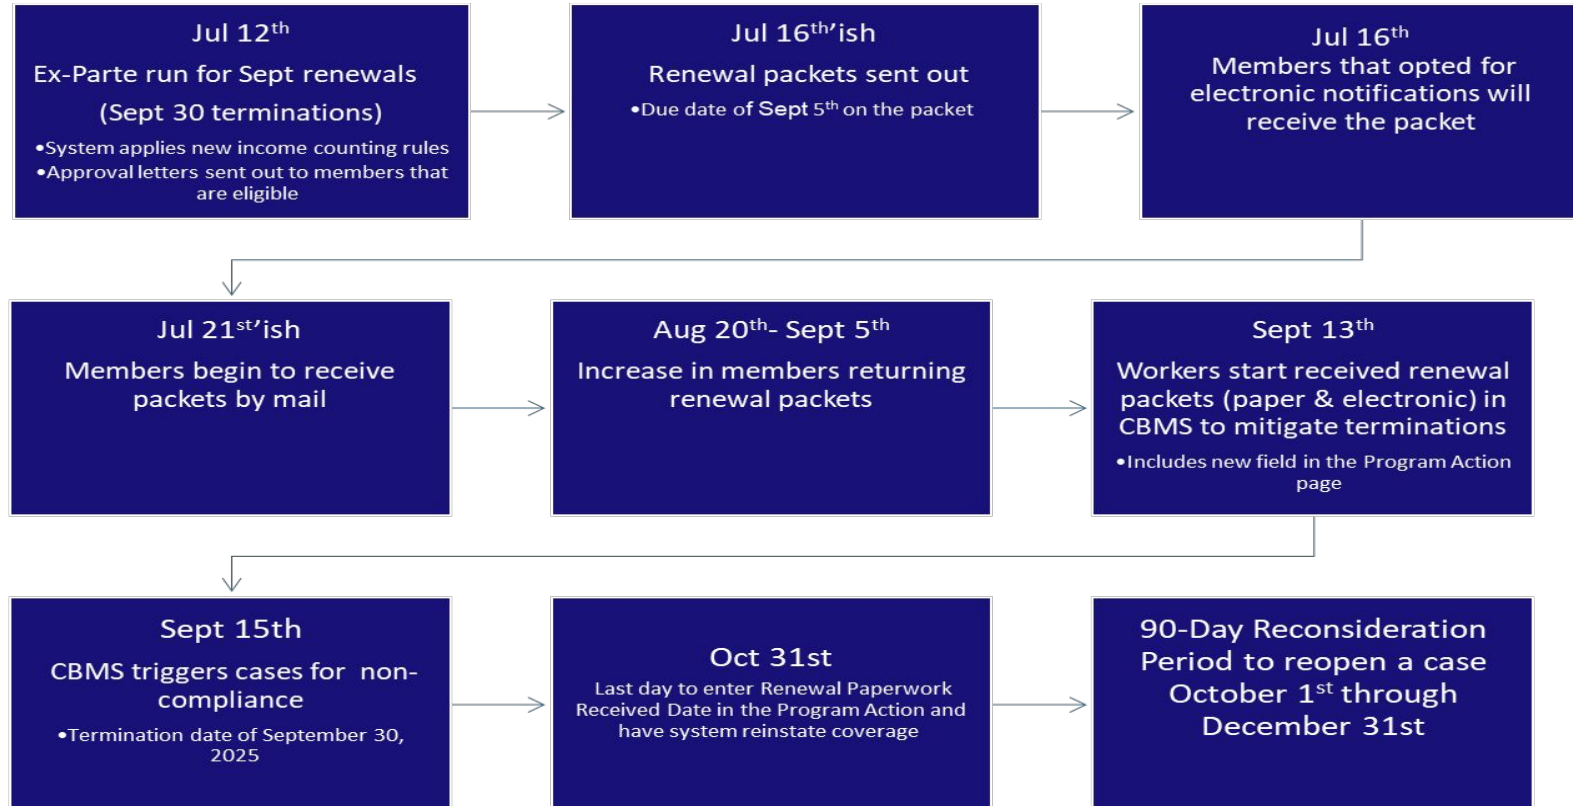 Jul 12th
Ex-Parte run for Sept renewals
(Sept 30 terminations)
•System applies new income counting rules
•Approval letters sent out to members that
are eligible
Jul 16th'ish
Renewal packets sent out
•Due date of Sept 5th on the packet
Jul 16th
Members that opted for
electronic notifications will
receive the packet
Jul 21st'ish
Members begin to receive
packets by mail
Aug 20th- Sept 5th
Increase in members returning
renewal packets
Sept 13th
Workers start received renewal
packets (paper & electronic) in
CBMS to mitigate terminations
•Includes new field in the Program Action
page
Sept 15th
CBMS triggers cases for non-
compliance
•Termination date of September 30,
2025
Oct 31st
Last day to enter Renewal Paperwork
Received Date in the Program Action and
have system reinstate coverage
90-Day Reconsideration
Period to reopen a case
October 1st through
December 31st